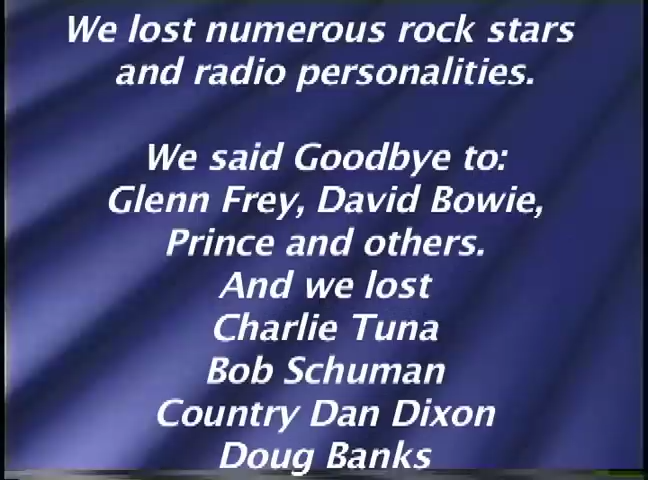 We lost numerous rock stars
and radio personalities.
We said Goodbye to:
Glenn Frey, David Bowie,
Prince and others.
And we lost
Charlie Tuna
Bob Schuman
Country Dan Dixon
Doug Banks